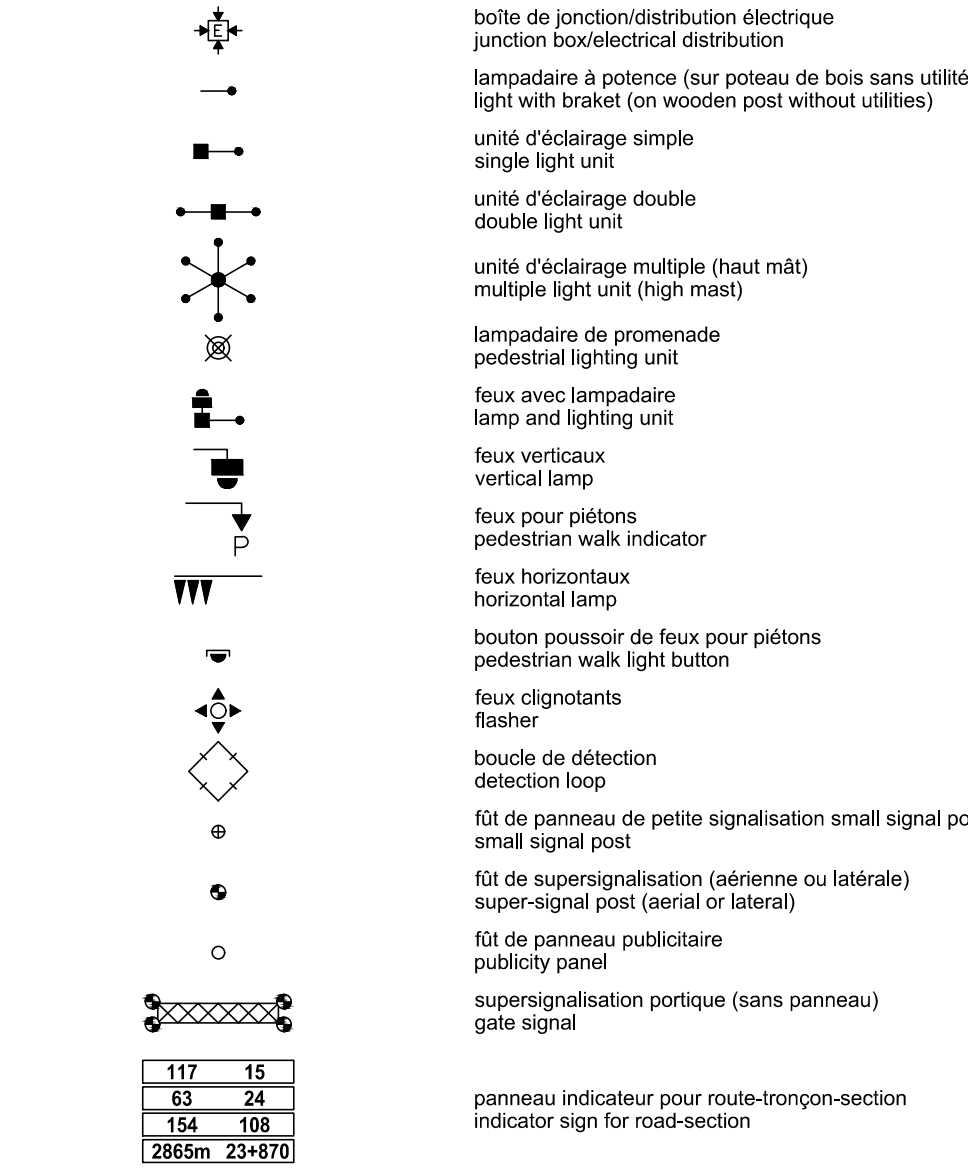 E
boîte de jonction/distribution électrique
junction box/electrical distribution
lampadaire à potence (sur poteau de bois sans utilité
light with braket (on wooden post without utilities)
unité d'éclairage simple
single light unit
unité d'éclairage double
double light unit
unité d'éclairage multiple (haut mât)
multiple light unit (high mast)
lampadaire de promenade
pedestrial lighting unit
feux avec lampadaire
lamp and lighting unit
feux verticaux
vertical lamp
feux pour piétons
pedestrian walk indicator
P
feux horizontaux
horizontal lamp
bouton poussoir de feux pour piétons
pedestrian walk light button
feux clignotants
flasher
boucle de détection
detection loop
fût de panneau de petite signalisation small signal po
small signal post
fût de supersignalisation (aérienne ou latérale)
super-signal post (aerial or lateral)
fût de panneau publicitaire
publicity panel
supersignalisation portique (sans panneau)
gate signal
117 15
63 24
154 108
2865m 23+870
panneau indicateur pour route-tronçon-section
indicator sign for road-section